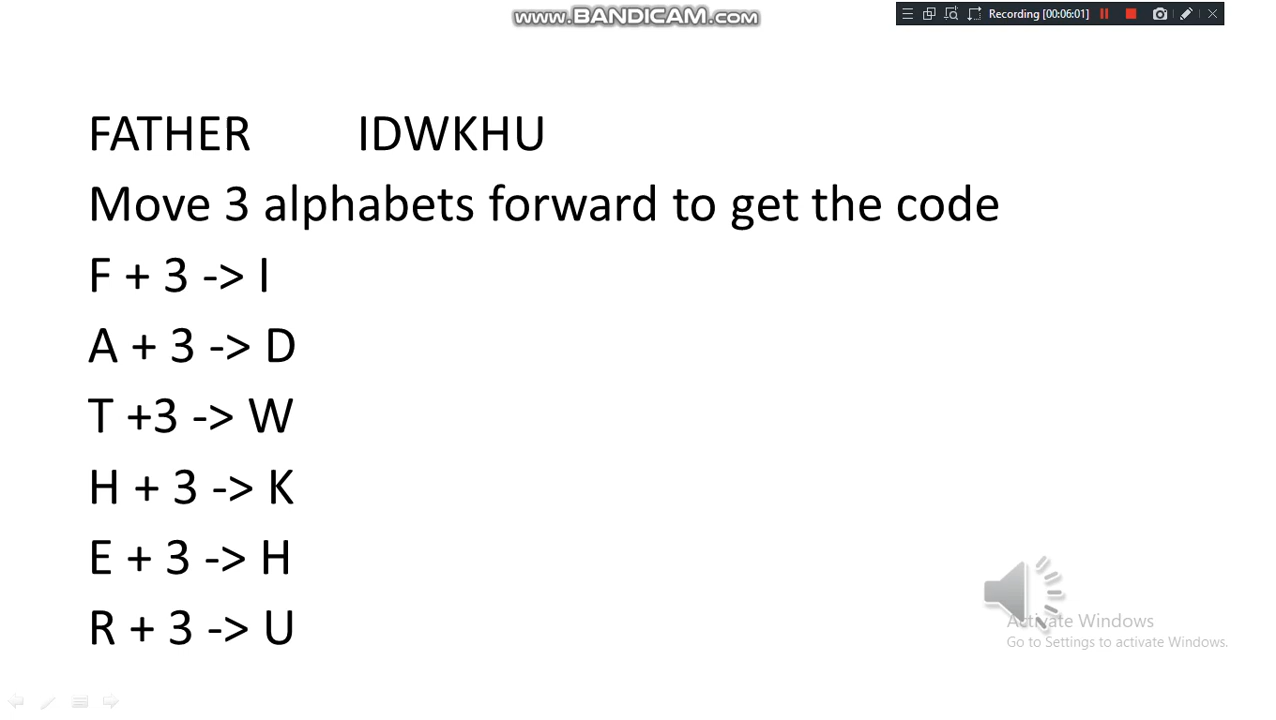 www.BANDICAM.com
Recording [00:06:01]
FATHER IDWKHU
Move 3 alphabets forward to get the code
F + 3 -> I
A + 3 -> D
T +3 -> W
H + 3 -> K
E + 3 -> H
R + 3 -> U
Activate Windows
Go to Settings to activate Windows.